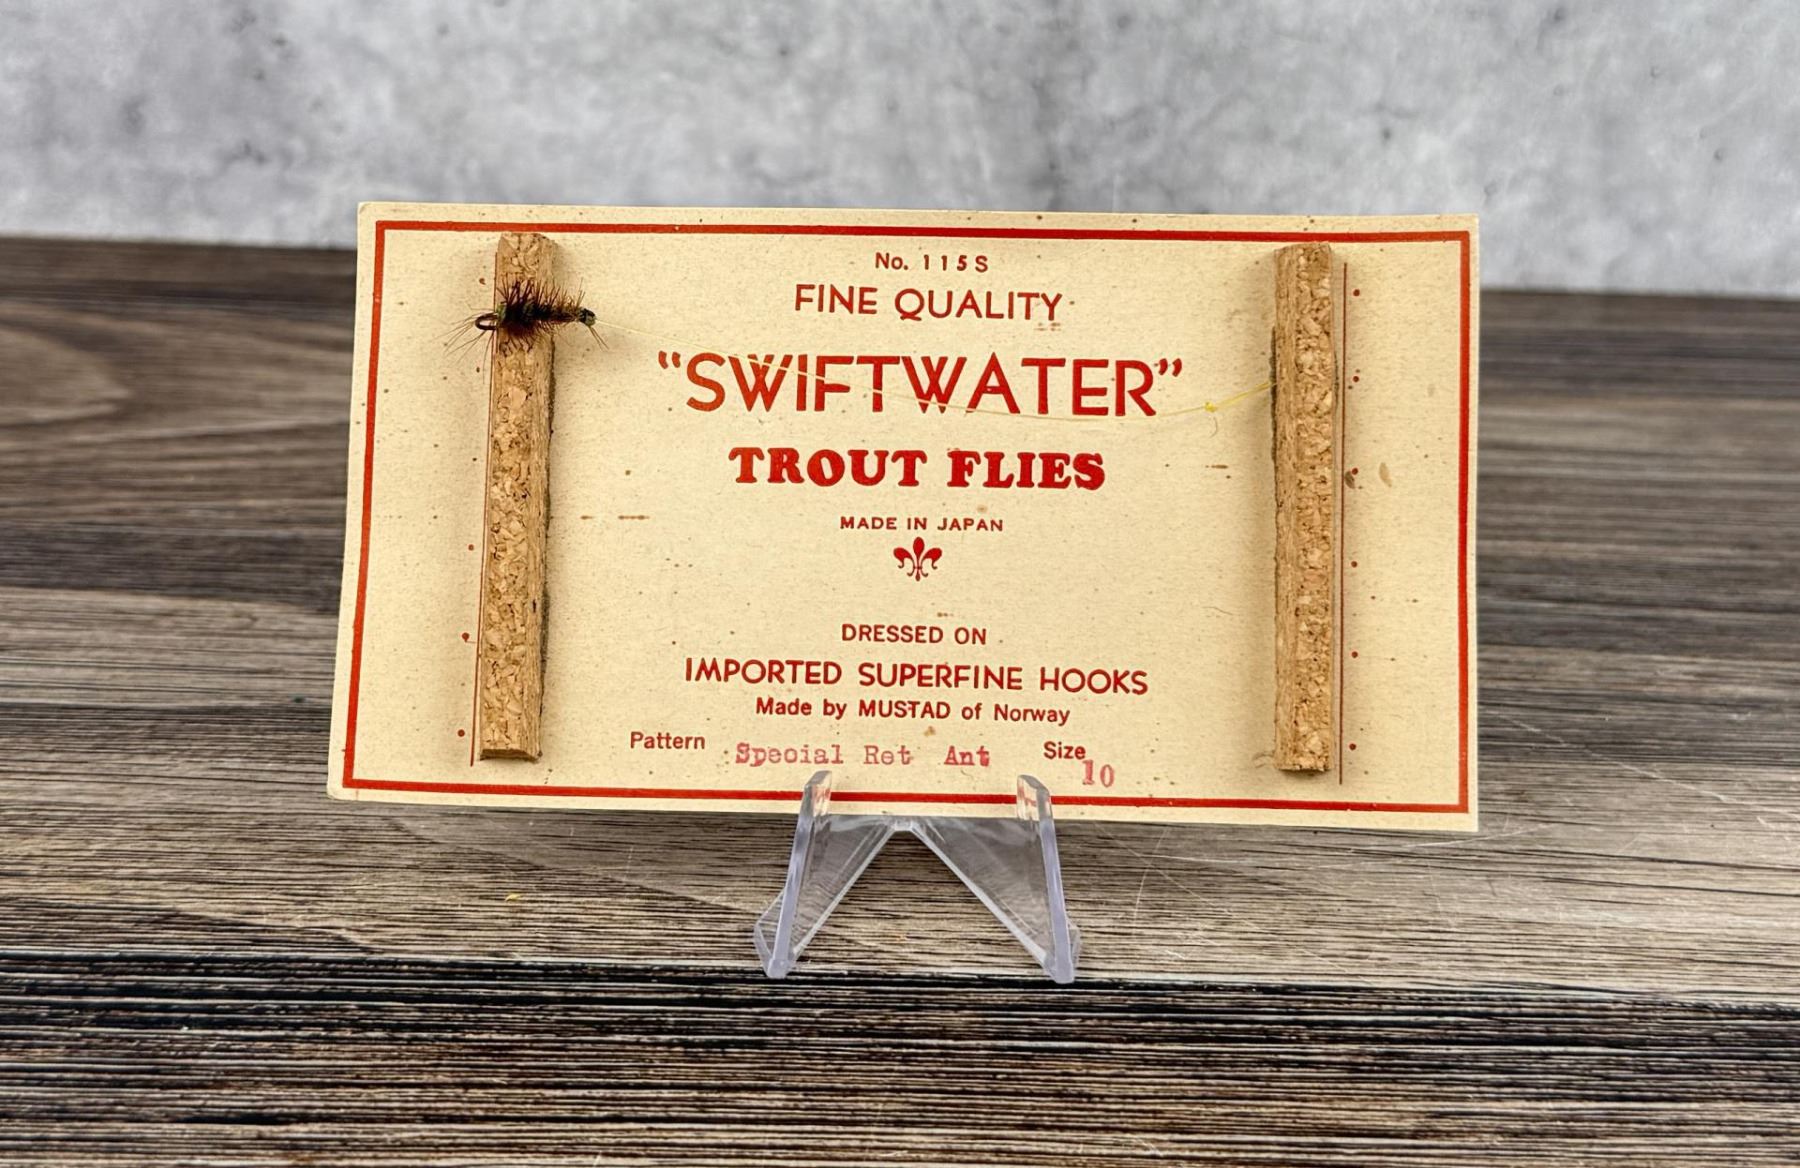 No. 115S
FINE QUALITY
"SWIFTWATER"
TROUT FLIES
MADE IN JAPAN
DRESSED ON
IMPORTED SUPERFINE HOOKS
Made by MUSTAD of Norway
Pattern Special Ret Ant Size 10